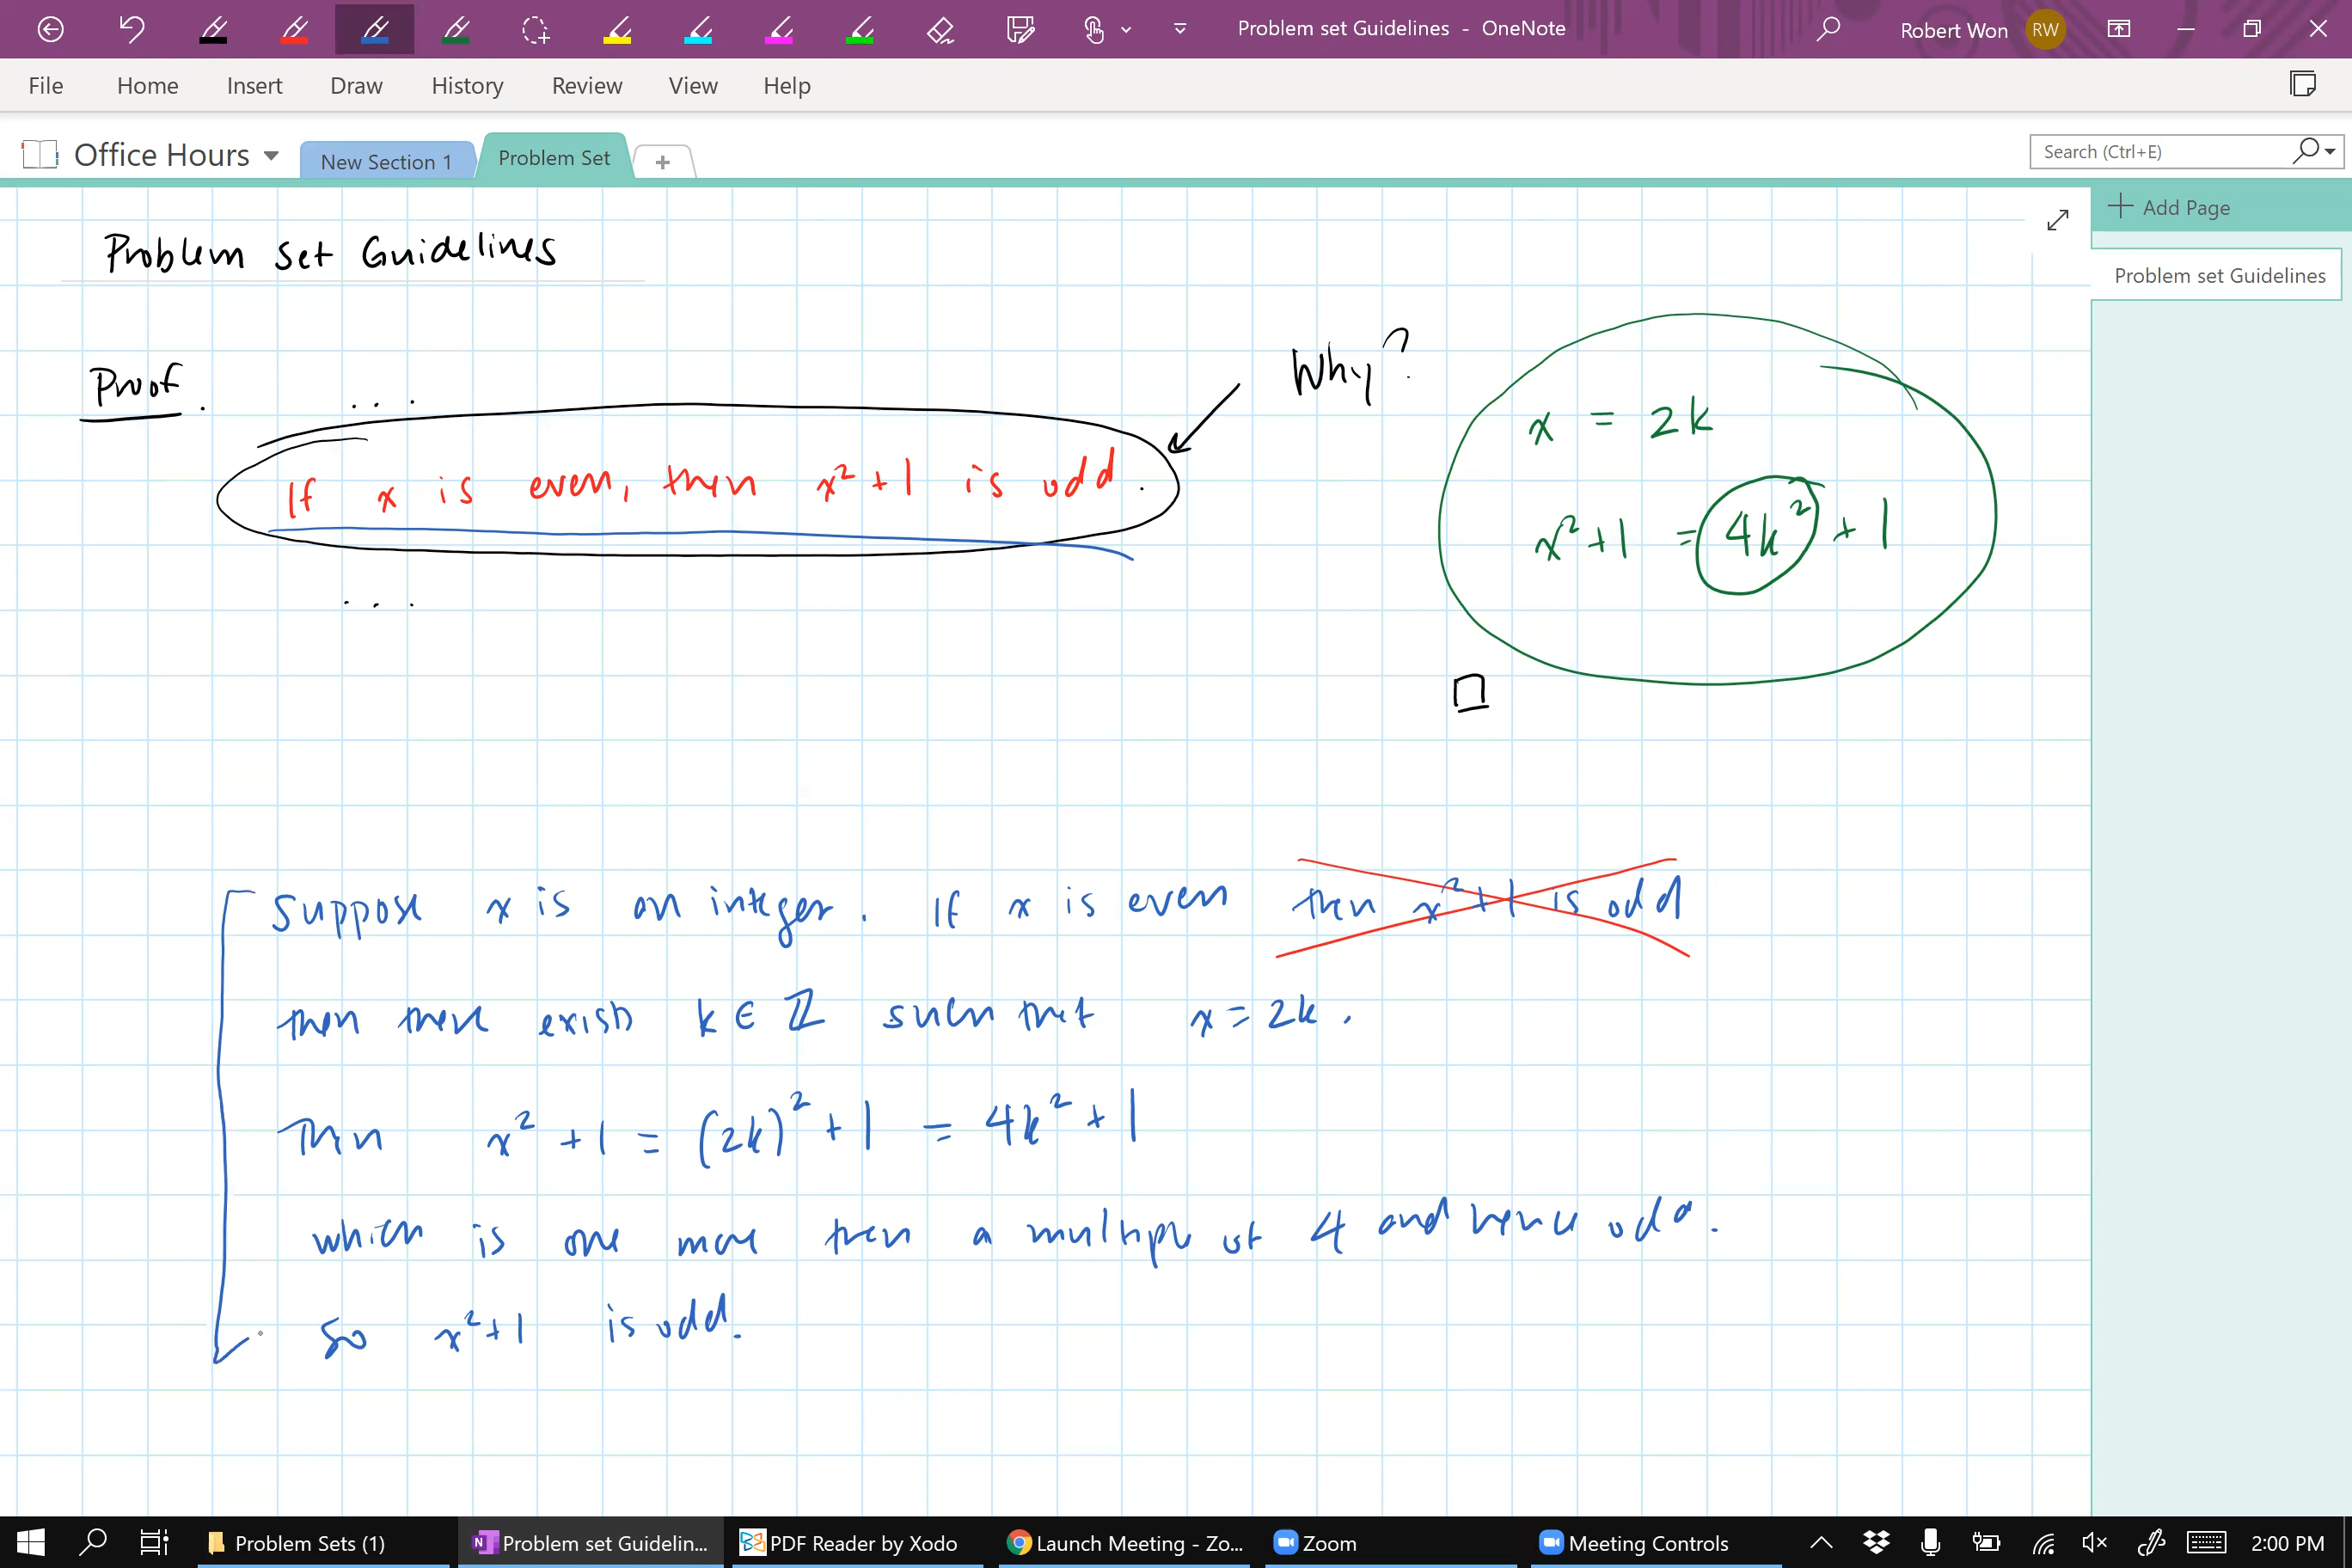 Problem set Guidelines - OneNote
Robert Won RW
File Home Insert Draw History Review View Help
Office Hours New Section 1 Problem Set +
Search (Ctrl+E)
+ Add Page
Problem set Guidelines
Problem Set Guidelines
Proof.
...
Why?
If x is even, then x²+1 is odd.
...
x = 2k
x²+1 = 4k² + 1
□
Suppose x is an integer. If x is even then x²+1 is odd
then there exists k ∈ ℤ such that x = 2k.
Then x² + 1 = (2k)² + 1 = 4k² + 1
which is one more than a multiple of 4 and hence odd.
So x²+1 is odd.
Problem Sets (1) Problem set Guidelin... PDF Reader by Xodo Launch Meeting - Zo... Zoom Meeting Controls 2:00 PM